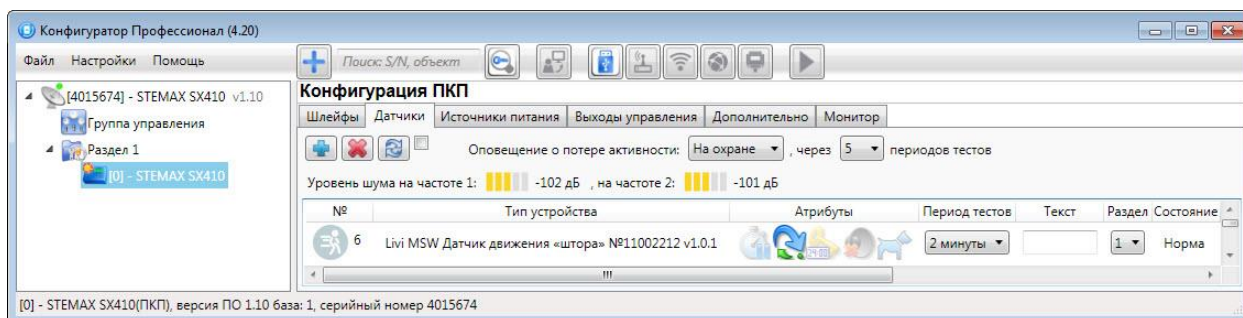 Конфигуратор Профессионал (4.20)
Файл Настройки Помощь
Поиск: S/N, объект
[4015674] - STEMAX SX410 v1.10
Группа управления
Раздел 1
[0] - STEMAX SX410
Конфигурация ПКП
Шлейфы Датчики Источники питания Выходы управления Дополнительно Монитор
Оповещение о потере активности: На охране , через 5 периодов тестов
Уровень шума на частоте 1: -102 дБ , на частоте 2: -101 дБ
№ Тип устройства Атрибуты Период тестов Текст Раздел Состояние
6 Livi MSW Датчик движения «штора» №11002212 v1.0.1 2 минуты 1 Норма
[0] - STEMAX SX410(ПКП), версия ПО 1.10 база: 1, серийный номер 4015674